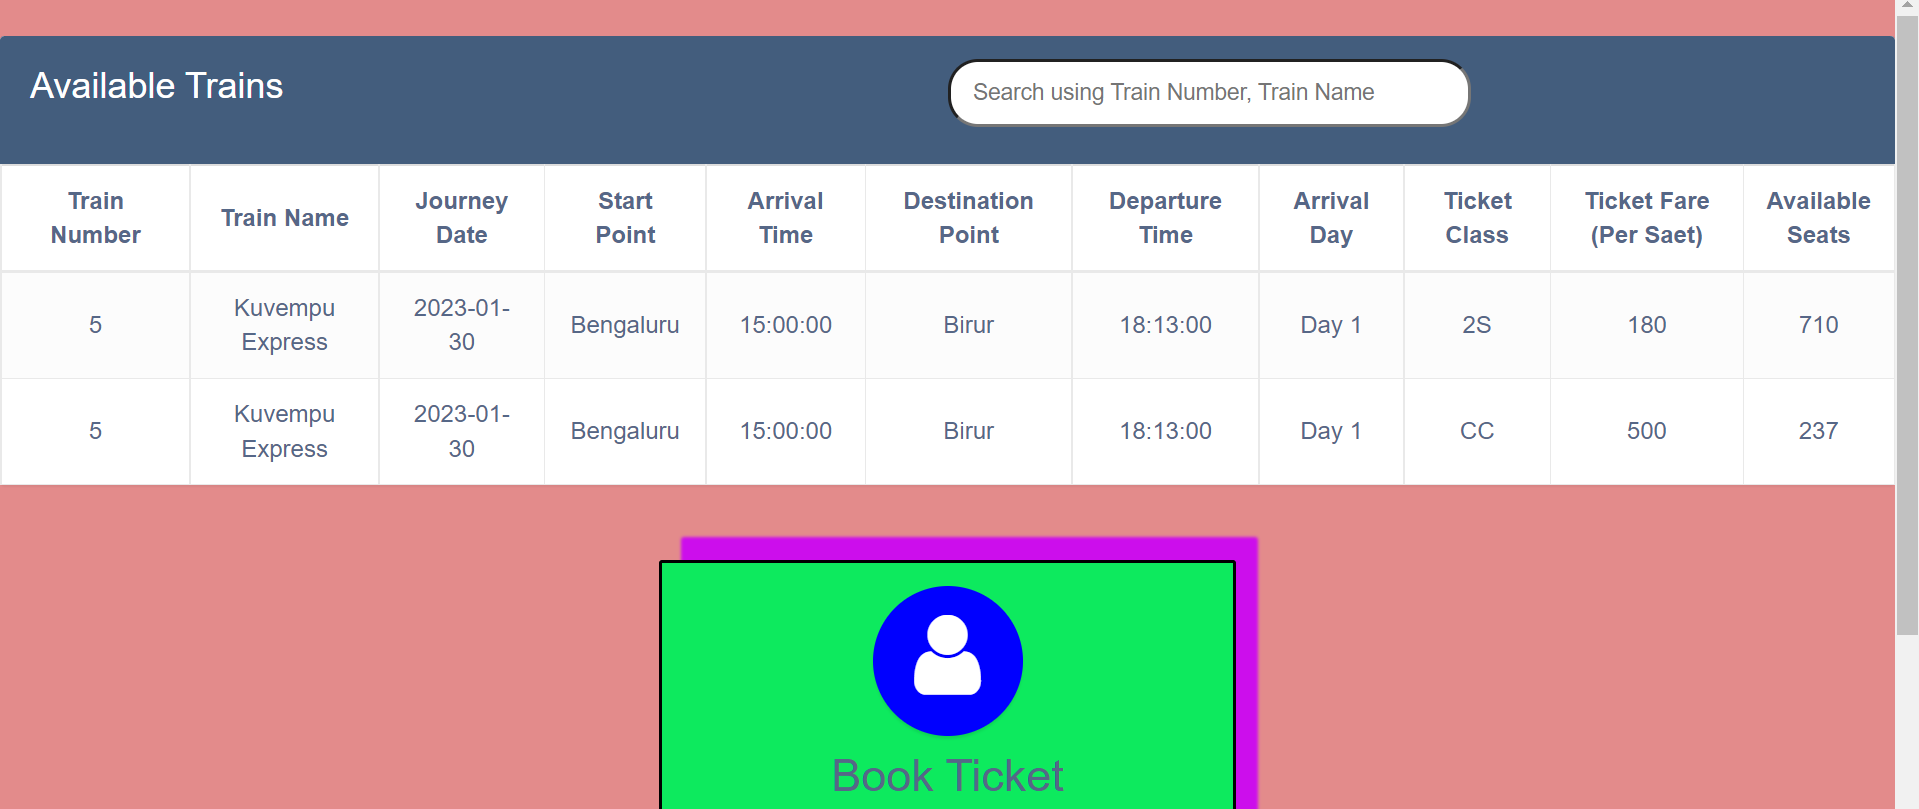 Available Trains
Search using Train Number, Train Name
Train Number Train Name Journey Date Start Point Arrival Time Destination Point Departure Time Arrival Day Ticket Class Ticket Fare (Per Saet) Available Seats
5 Kuvempu Express 2023-01-30 Bengaluru 15:00:00 Birur 18:13:00 Day 1 2S 180 710
5 Kuvempu Express 2023-01-30 Bengaluru 15:00:00 Birur 18:13:00 Day 1 CC 500 237
Book Ticket